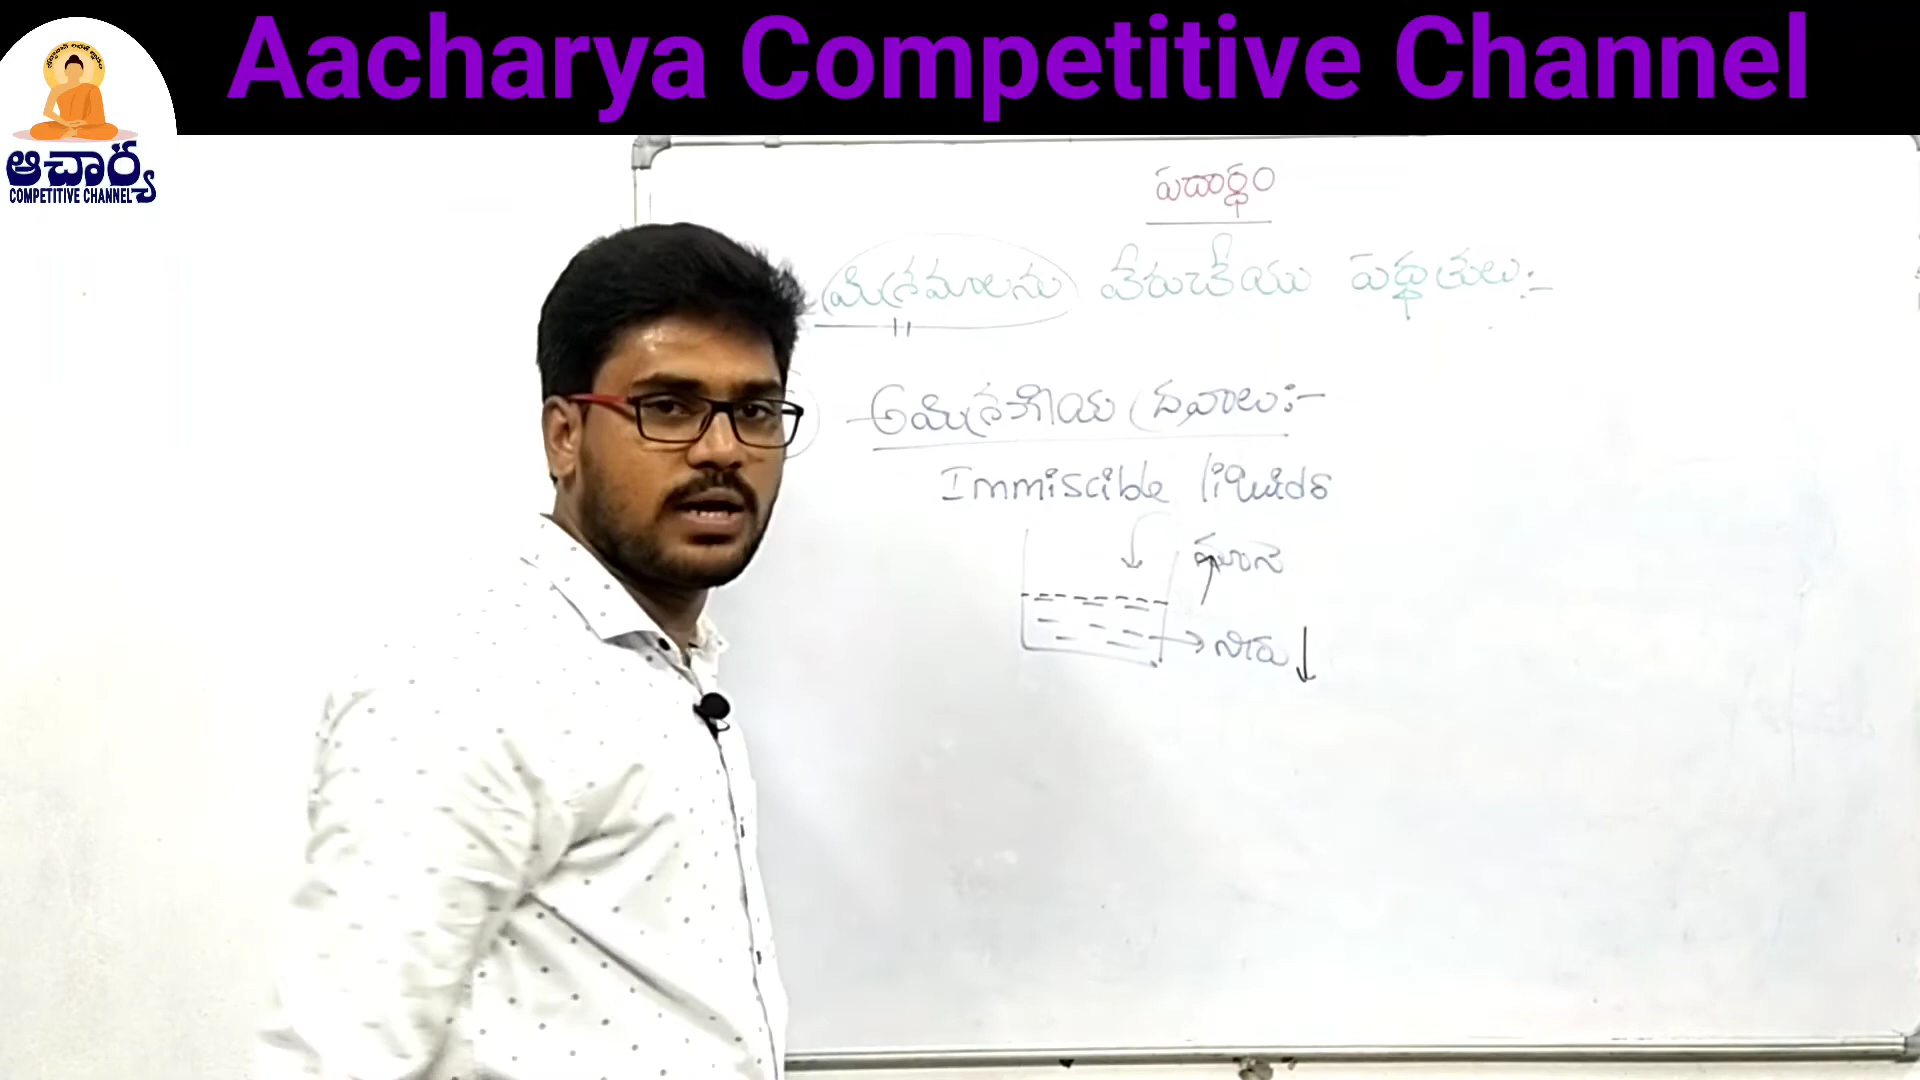 Aacharya Competitive Channel
ఆచార్య
COMPETITIVE CHANNEL
పదార్థం
మిశ్రమాలను వేరుచేయు పద్ధతులు:-
అమిశ్రణీయ ద్రవాలు:-
Immiscible liquids
నూనె
నీరు